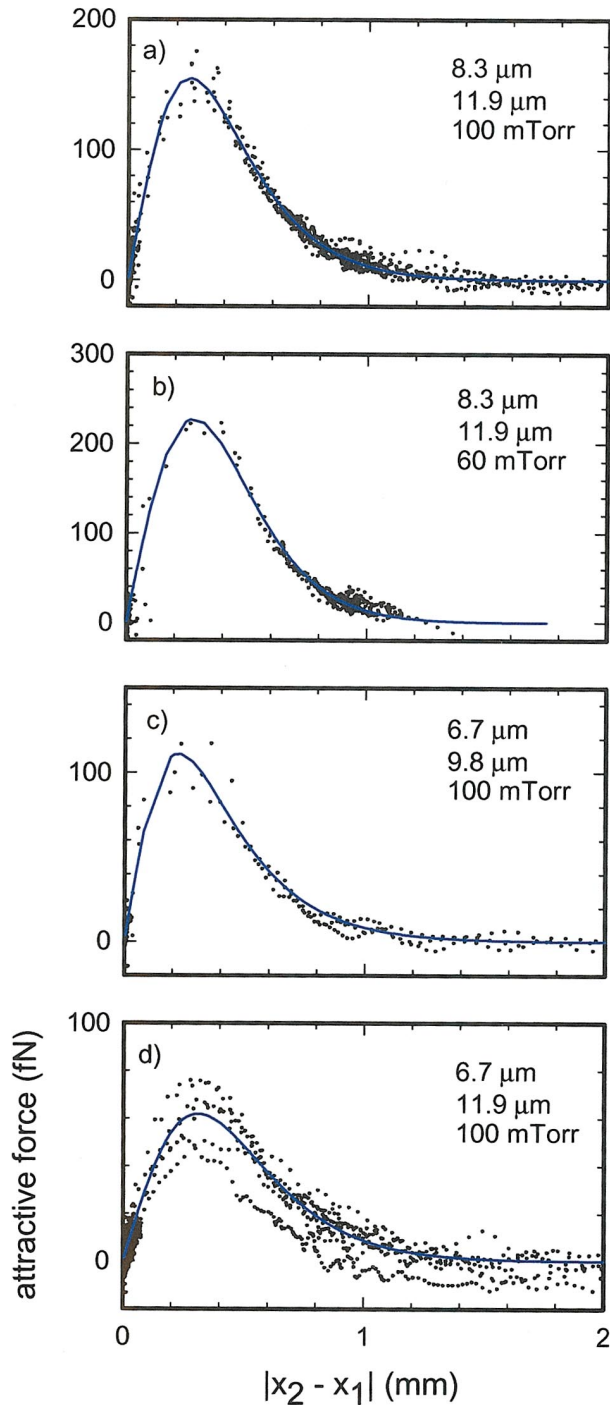 200
a)
8.3 μm
11.9 μm
100 mTorr
100
0
300
b)
8.3 μm
11.9 μm
60 mTorr
200
100
0
c)
6.7 μm
9.8 μm
100 mTorr
100
0
100
d)
6.7 μm
11.9 μm
100 mTorr
0
attractive force (fN)
0
1
2
|x2 - x1| (mm)